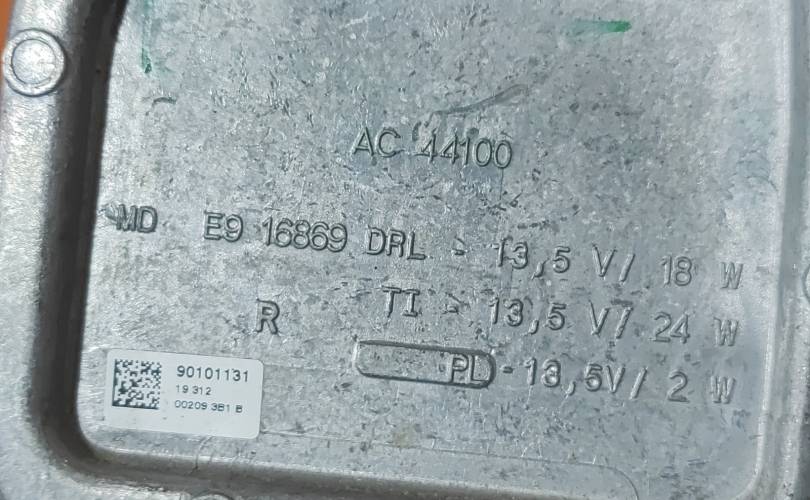 AC 44100
MD E9 16869 DRL - 13,5 V/ 18 W
R TI - 13,5 V/ 24 W
PL - 13,5V/ 2 W
90101131
19 312
00209 3B1 B